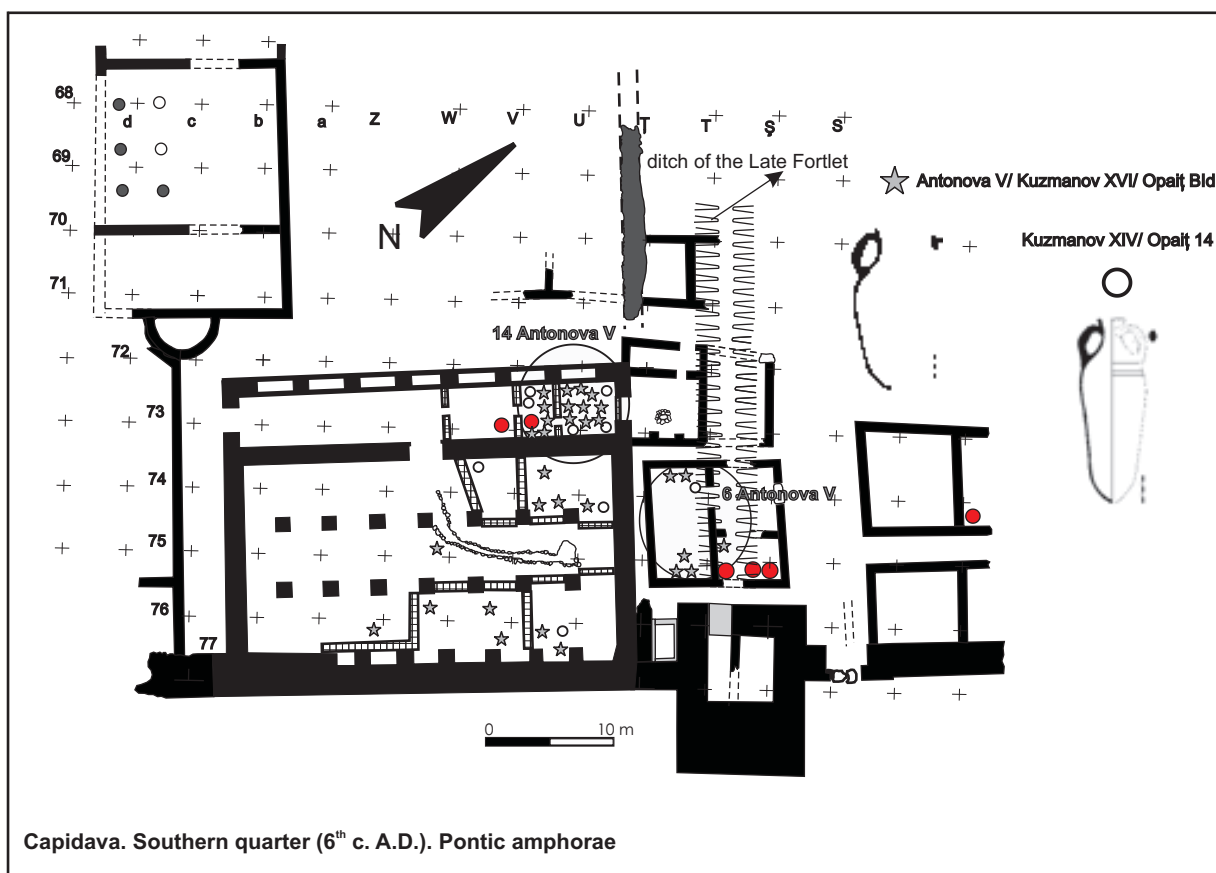 68
d c b a Z W V U Ţ T Ş S
69
ditch of the Late Fortlet
Antonova V/ Kuzmanov XVI/ Opaiţ BId
70
N
Kuzmanov XIV/ Opaiţ 14
71
14 Antonova V
72
73
74
6 Antonova V
75
76
77
0 10 m
Capidava. Southern quarter (6th c. A.D.). Pontic amphorae